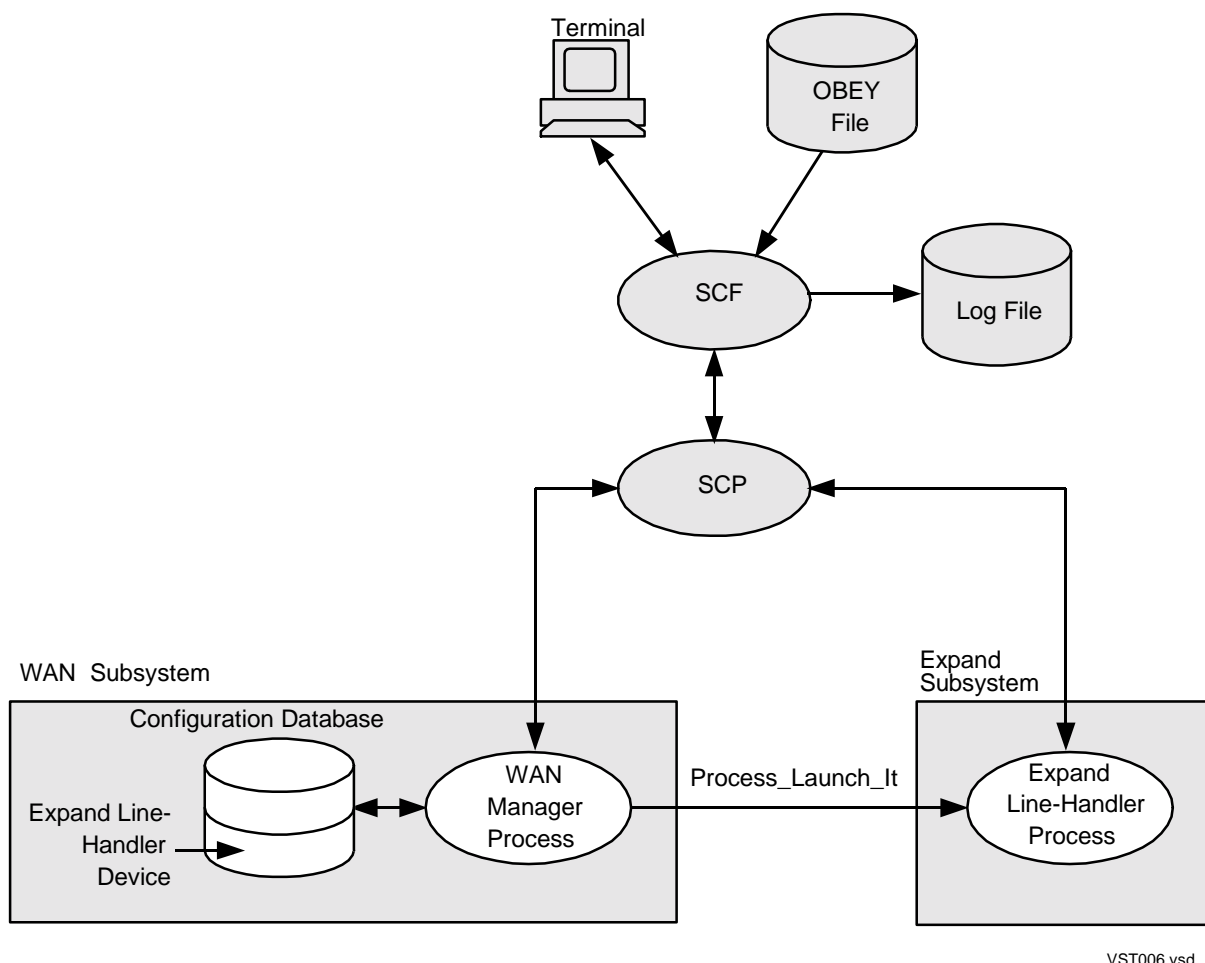 Terminal
OBEY
File
SCF
Log File
SCP
WAN Subsystem
Expand
Subsystem
Configuration Database
WAN
Manager
Process
Process_Launch_It
Expand
Line-Handler
Process
Expand Line-
Handler
Device
VST006.vsd